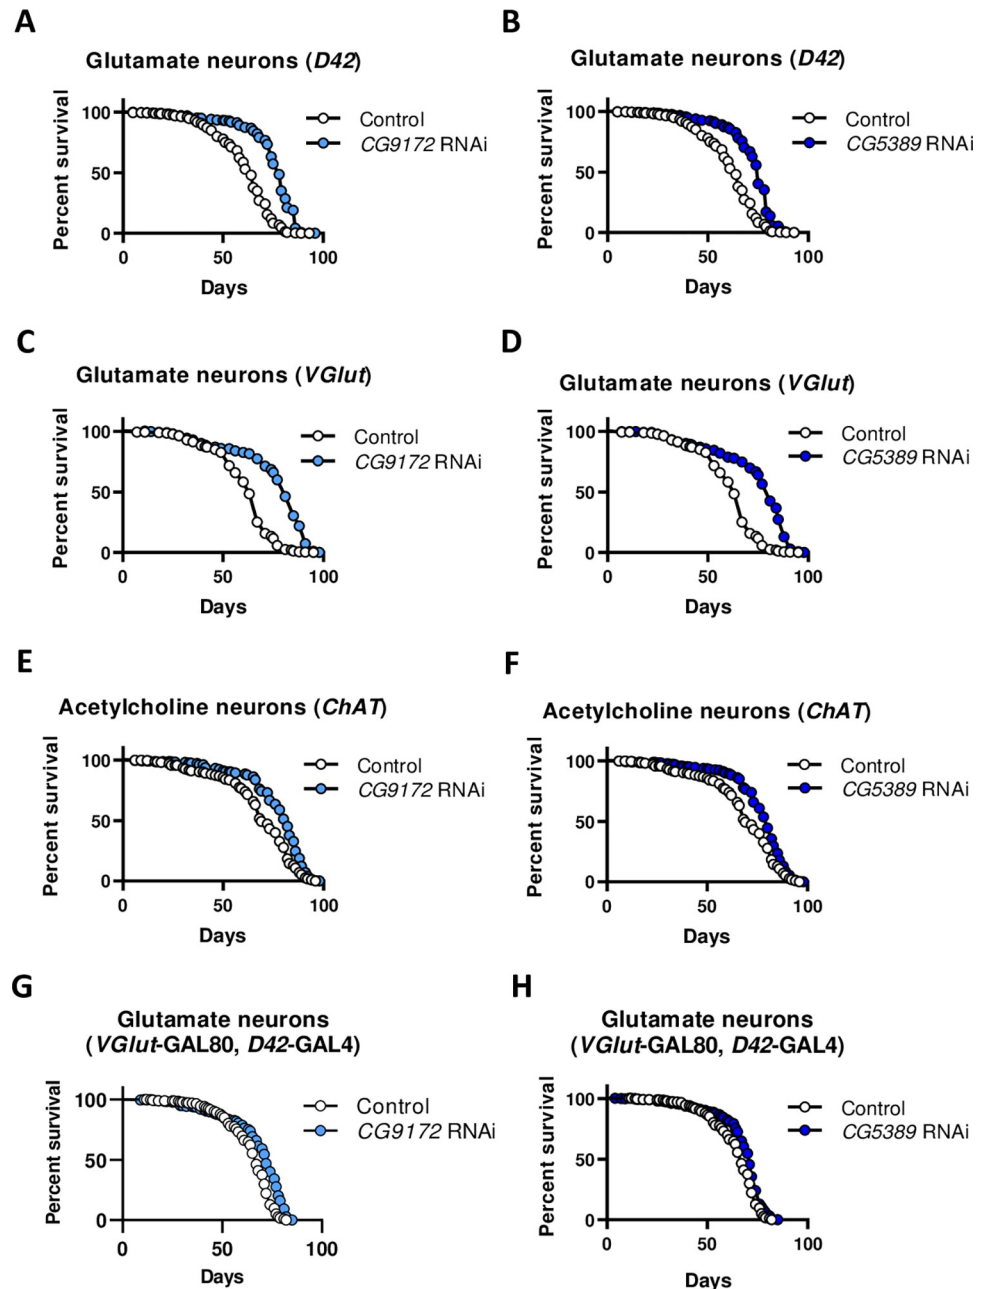 A
Glutamate neurons (D42)
Percent survival
100
50
0
0
50
100
Days
Control
CG9172 RNAi
B
Glutamate neurons (D42)
Percent survival
100
50
0
0
50
100
Days
Control
CG5389 RNAi
C
Glutamate neurons (VGlut)
Percent survival
100
50
0
0
50
100
Days
Control
CG9172 RNAi
D
Glutamate neurons (VGlut)
Percent survival
100
50
0
0
50
100
Days
Control
CG5389 RNAi
E
Acetylcholine neurons (ChAT)
Percent survival
100
50
0
0
50
100
Days
Control
CG9172 RNAi
F
Acetylcholine neurons (ChAT)
Percent survival
100
50
0
0
50
100
Days
Control
CG5389 RNAi
G
Glutamate neurons
(VGlut-GAL80, D42-GAL4)
Percent survival
100
50
0
0
50
100
Days
Control
CG9172 RNAi
H
Glutamate neurons
(VGlut-GAL80, D42-GAL4)
Percent survival
100
50
0
0
50
100
Days
Control
CG5389 RNAi